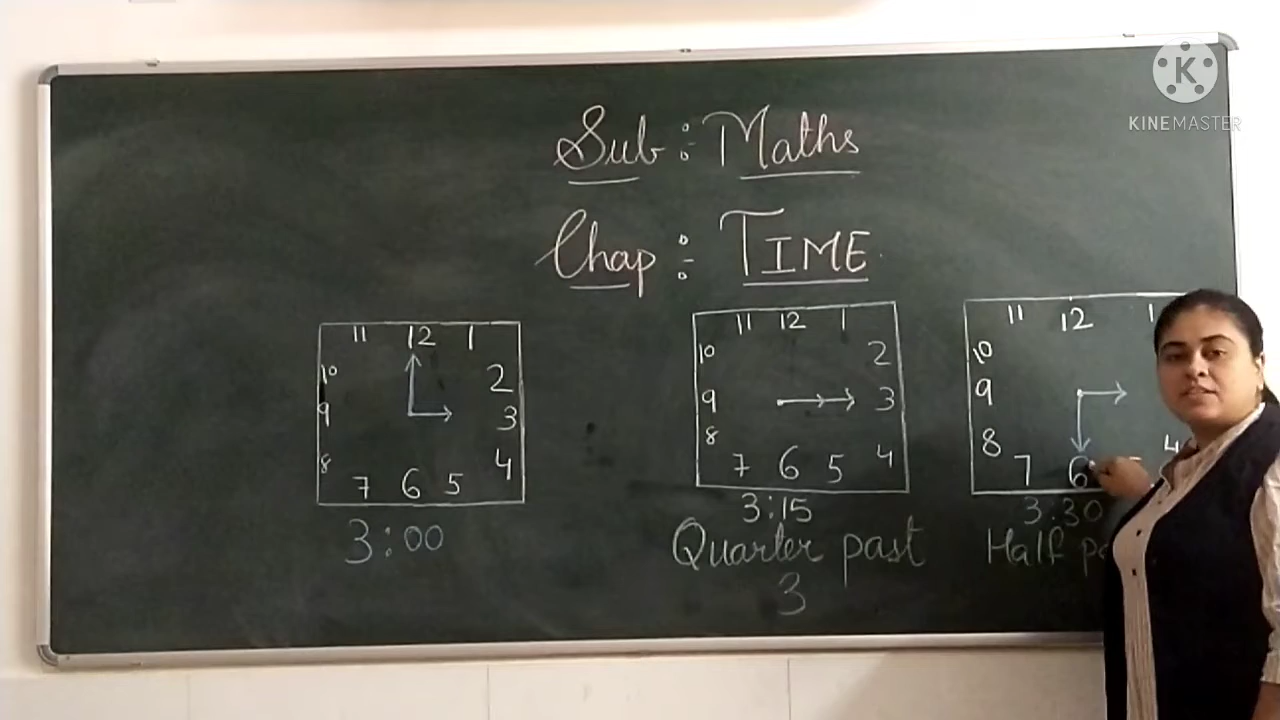 K
KINEMASTER
Sub : Maths
Chap : TIME
11 12 1
10 2
9 3
8 4
7 6 5
3:00
11 12 1
10 2
9 3
8 4
7 6 5
3:15
Quarter past
3
11 12 1
10
9
8 4
7 6
3:30
Half